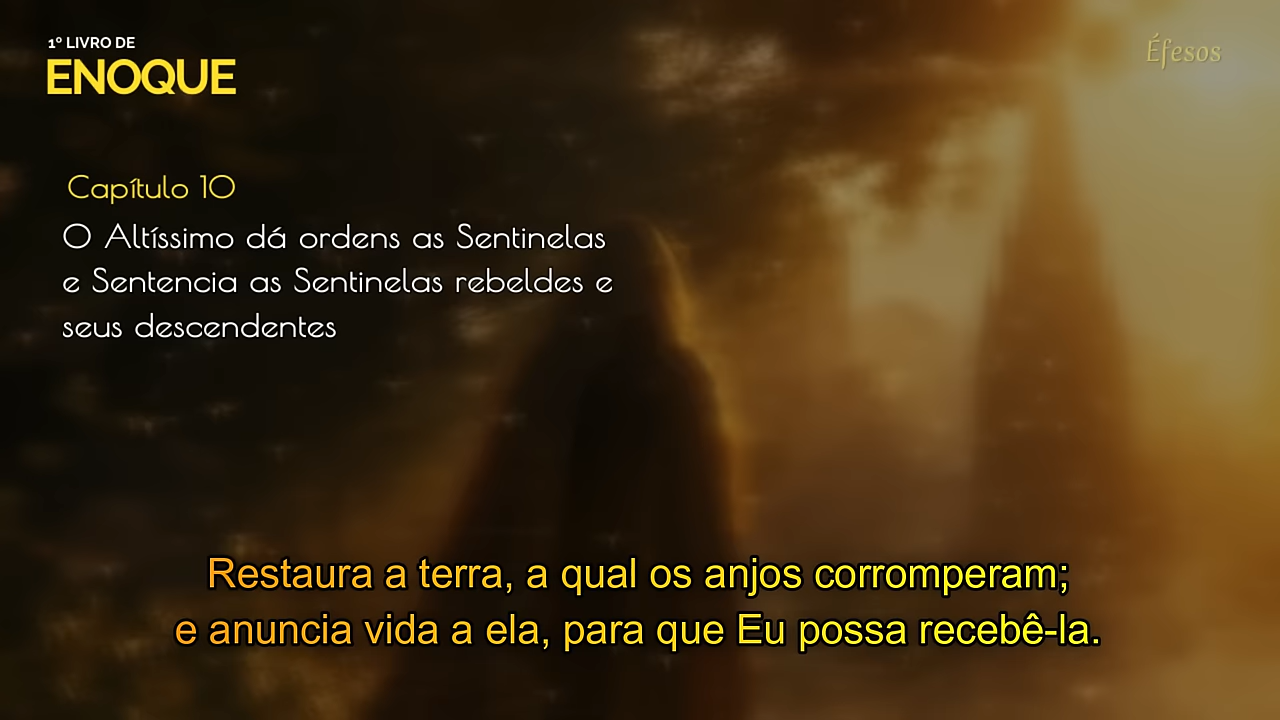 1º LIVRO DE
ENOQUE
Éfesos
Capítulo 10
O Altíssimo dá ordens as Sentinelas
e Sentencia as Sentinelas rebeldes e
seus descendentes
Restaura a terra, a qual os anjos corromperam;
e anuncia vida a ela, para que Eu possa recebê-la.